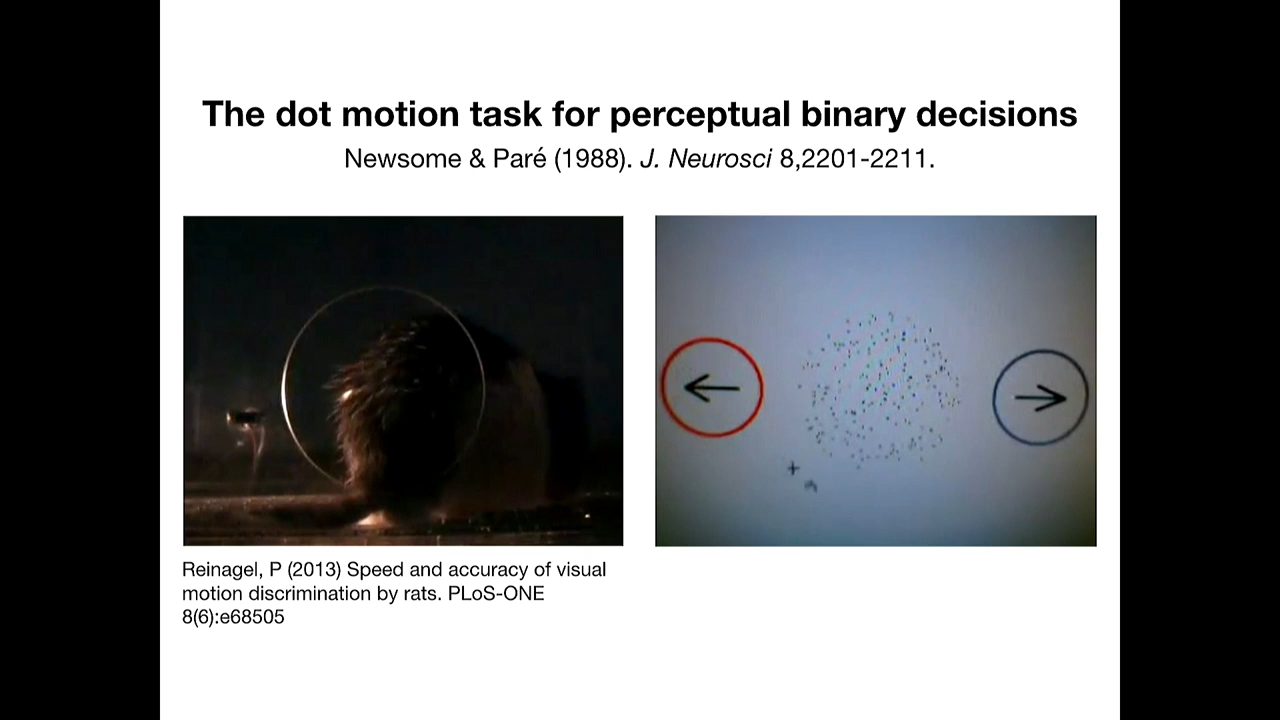 The dot motion task for perceptual binary decisions
Newsome & Paré (1988). J. Neurosci 8,2201-2211.
Reinagel, P (2013) Speed and accuracy of visual
motion discrimination by rats. PLoS-ONE
8(6):e68505